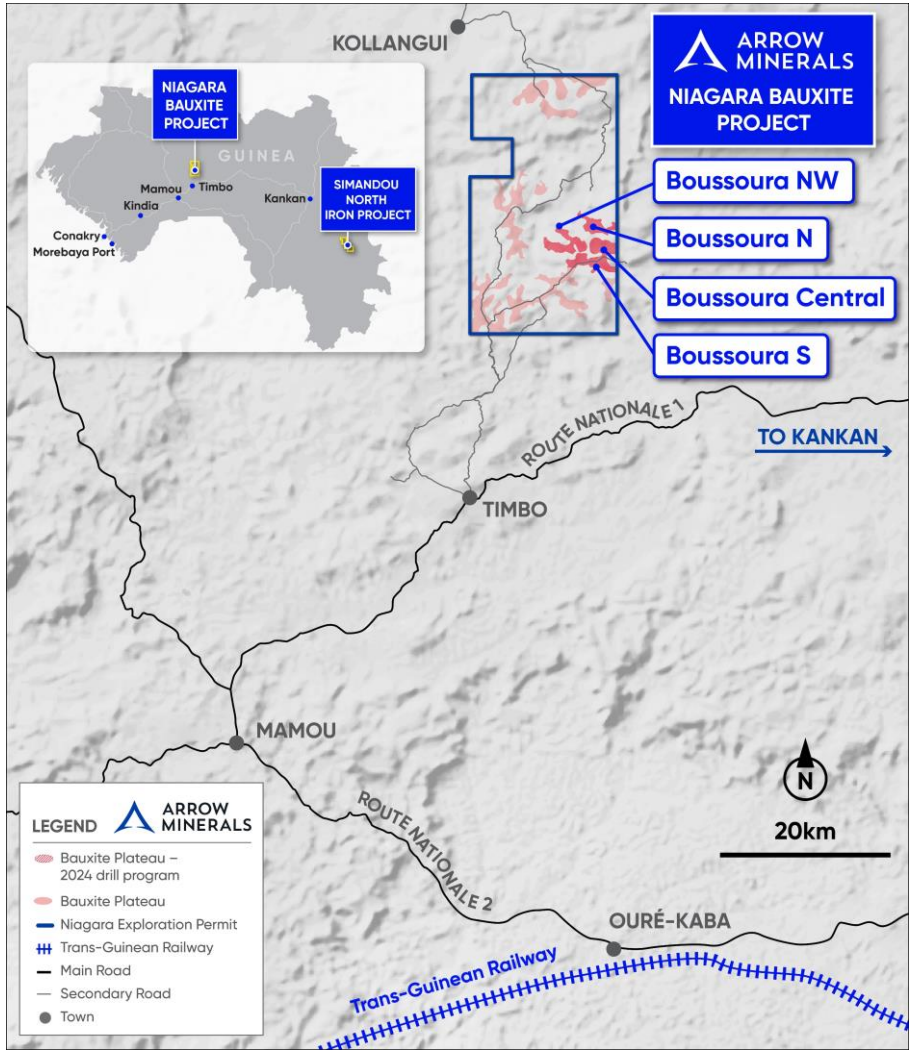 KOLLANGUI
ARROW
MINERALS
NIAGARA BAUXITE
PROJECT
NIAGARA
BAUXITE
PROJECT
GUINEA
SIMANDOU
NORTH
IRON PROJECT
Mamou
Timbo
Kindia
Kankan
Conakry
Morebaya Port
Boussoura NW
Boussoura N
Boussoura Central
Boussoura S
ROUTE NATIONALE 1
TO KANKAN
TIMBO
MAMOU
ROUTE NATIONALE 2
N
20km
OURÉ-KABA
Trans-Guinean Railway
LEGEND
ARROW
MINERALS
Bauxite Plateau –
2024 drill program
Bauxite Plateau
Niagara Exploration Permit
Trans-Guinean Railway
Main Road
Secondary Road
Town